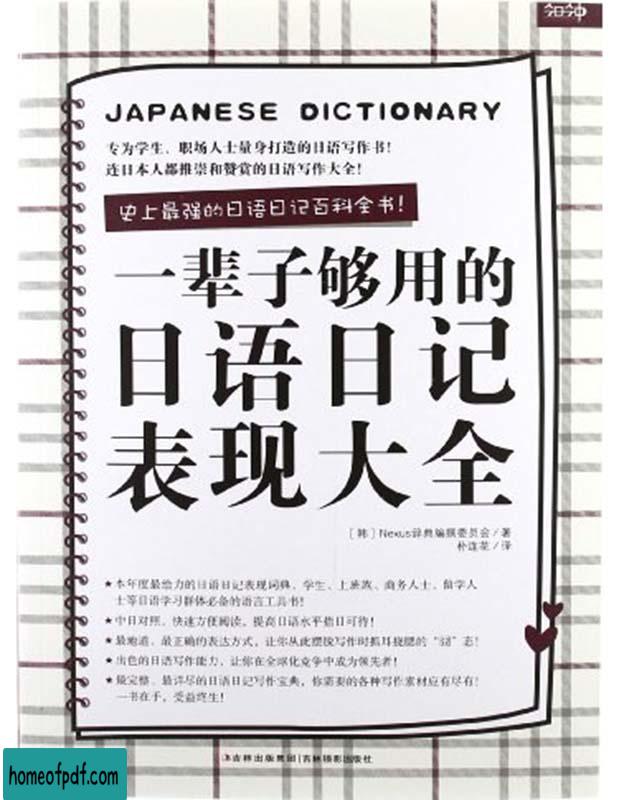 今日今中
JAPANESE DICTIONARY
专为学生、职场人士量身打造的日语写作书!
连日本人都推崇和赞赏的日语写作大全!
史上最强的日语日记百科全书!
一辈子够用的
日语日记
表现大全
[韩] Nexus辞典编撰委员会/著
朴连花/译
★本年度最给力的日语日记表现词典,学生、上班族、商务人士、留学人
士等日语学习群体必备的语言工具书!
★中日对照,快速方便阅读,提高日语水平指日可待!
★最地道、最正确的表达方式,让你从此摆脱写作时抓耳挠腮的“囧”态!
★出色的日语写作能力,让你在全球化竞争中成为领先者!
★最完整、最详尽的日语日记写作宝典,你需要的各种写作素材应有尽有!
一书在手,受益终生!
吉林出版集团|吉林摄影出版社
homeofpdf.com